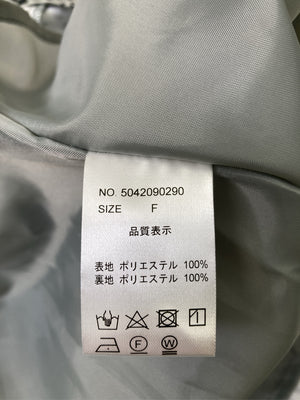 NO. 5042090290
SIZE F
品質表示
表地 ポリエステル 100%
裏地 ポリエステル 100%
F W